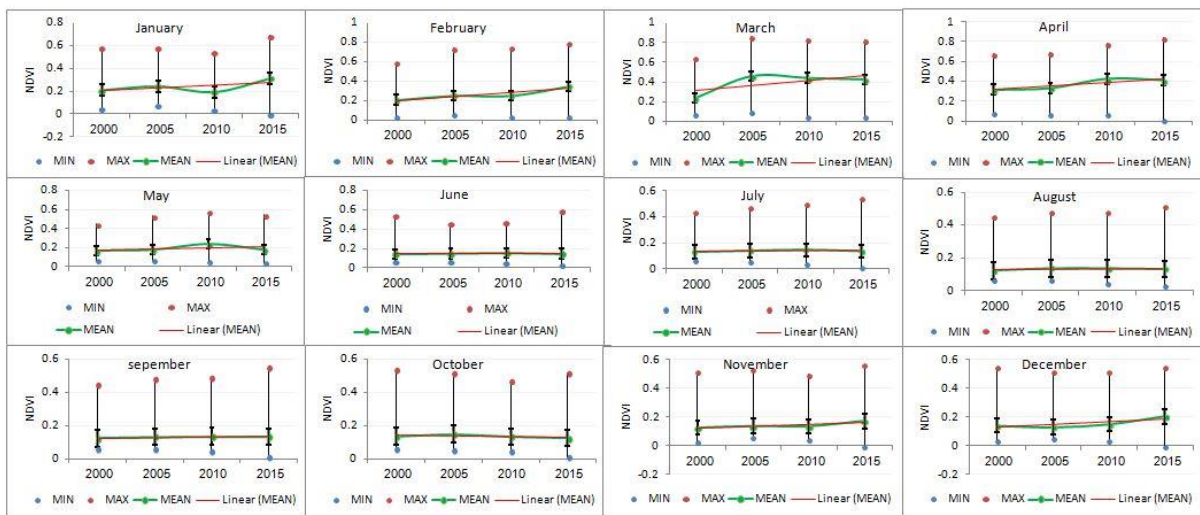 January
0.8
0.6
0.4
0.2
0
-0.2
NDVI
2000 2005 2010 2015
MIN MAX MEAN Linear (MEAN)
February
1
0.8
0.6
0.4
0.2
0
NDVI
2000 2005 2010 2015
MIN MAX MEAN Linear (MEAN)
March
1
0.8
0.6
0.4
0.2
0
NDVI
2000 2005 2010 2015
MIN MAX MEAN Linear (MEAN)
April
1
0.8
0.6
0.4
0.2
0
NDVI
2000 2005 2010 2015
MIN MAX MEAN Linear (MEAN)
May
0.8
0.6
0.4
0.2
0
NDVI
2000 2005 2010 2015
MIN MAX
MEAN Linear (MEAN)
June
0.8
0.6
0.4
0.2
0
NDVI
2000 2005 2010 2015
MIN MAX
MEAN Linear (MEAN)
July
0.6
0.4
0.2
0
NDVI
2000 2005 2010 2015
MIN MAX
MEAN Linear (MEAN)
August
0.6
0.4
0.2
0
NDVI
2000 2005 2010 2015
MIN MAX MEAN Linear (MEAN)
sepember
0.6
0.4
0.2
0
NDVI
2000 2005 2010 2015
MIN MAX MEAN Linear (MEAN)
October
0.6
0.4
0.2
0
NDVI
2000 2005 2010 2015
MIN MAX MEAN Linear (MEAN)
November
0.6
0.4
0.2
0
-0.2
NDVI
2000 2005 2010 2015
MIN MAX MEAN Linear (MEAN)
December
0.6
0.4
0.2
0
-0.2
NDVI
2000 2005 2010 2015
MIN MAX MEAN Linear (MEAN)